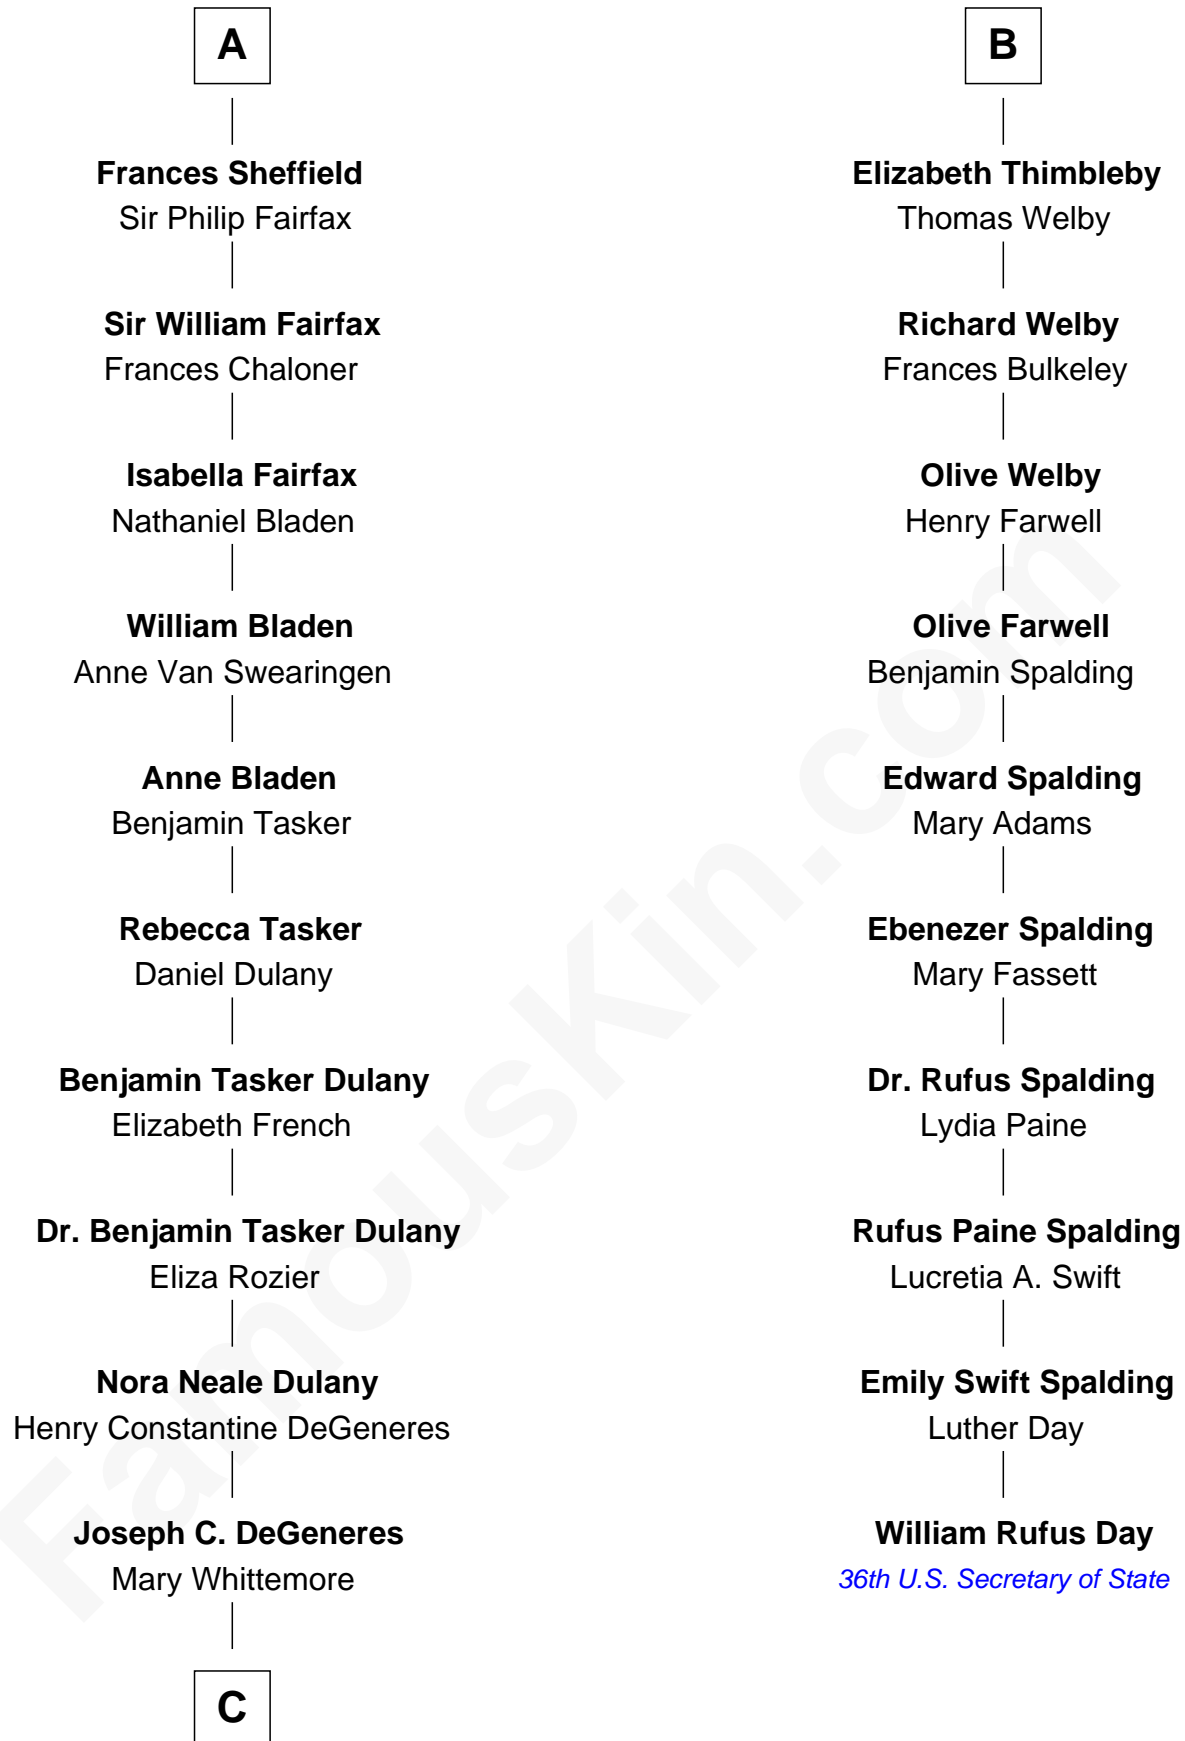 A
Frances Sheffield
Sir Philip Fairfax
Sir William Fairfax
Frances Chaloner
Isabella Fairfax
Nathaniel Bladen
William Bladen
Anne Van Swearingen
Anne Bladen
Benjamin Tasker
Rebecca Tasker
Daniel Dulany
Benjamin Tasker Dulany
Elizabeth French
Dr. Benjamin Tasker Dulany
Eliza Rozier
Nora Neale Dulany
Henry Constantine DeGeneres
Joseph C. DeGeneres
Mary Whittemore
C
B
Elizabeth Thimbleby
Thomas Welby
Richard Welby
Frances Bulkeley
Olive Welby
Henry Farwell
Olive Farwell
Benjamin Spalding
Edward Spalding
Mary Adams
Ebenezer Spalding
Mary Fassett
Dr. Rufus Spalding
Lydia Paine
Rufus Paine Spalding
Lucretia A. Swift
Emily Swift Spalding
Luther Day
William Rufus Day
36th U.S. Secretary of State
FamousKin.com